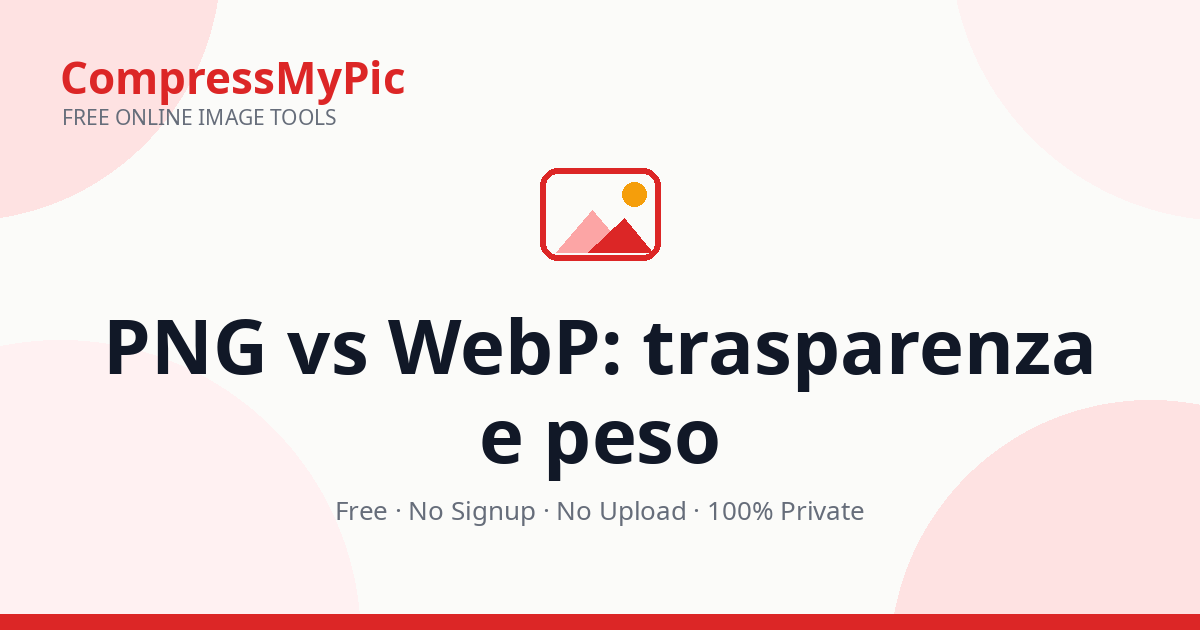 CompressMyPic
FREE ONLINE IMAGE TOOLS
PNG vs WebP: trasparenza
e peso
Free · No Signup · No Upload · 100% Private